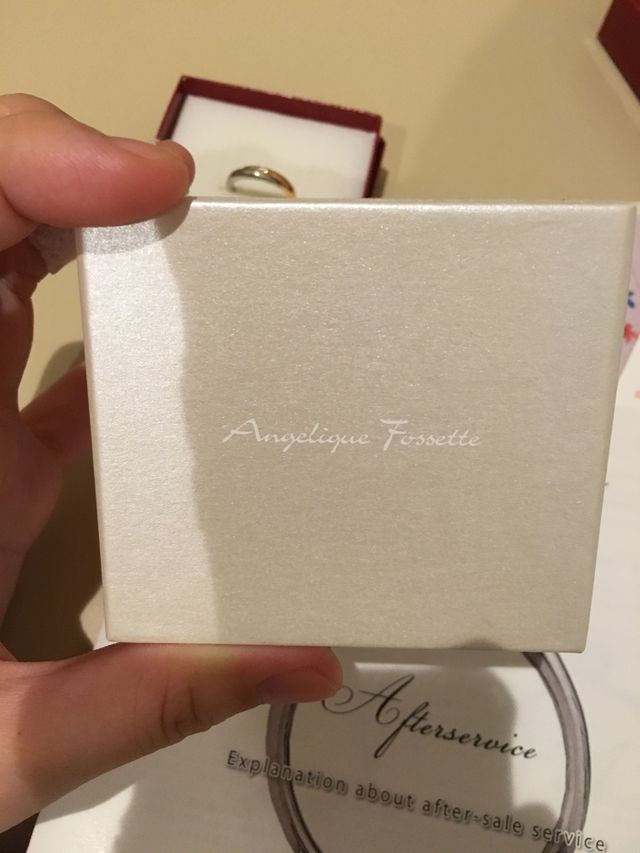 Angelique Fossette
Afterservice
Explanation about after-sale service